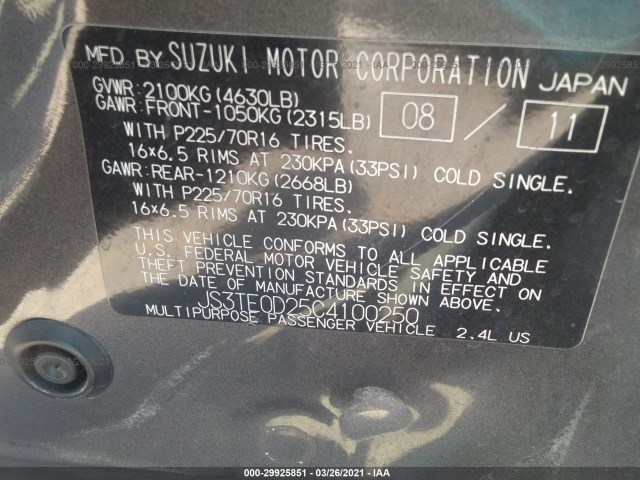 MFD BY SUZUKI MOTOR CORPORATION JAPAN
GVWR: 2100KG (4630LB)
GAWR: FRONT-1050KG (2315LB) 08 / 11
WITH P225/70R16 TIRES.
16×6.5 RIMS AT 230KPA (33PSI) COLD SINGLE.
GAWR: REAR-1210KG (2668LB)
WITH P225/70R16 TIRES.
16×6.5 RIMS AT 230KPA (33PSI) COLD SINGLE.
THIS VEHICLE CONFORMS TO ALL APPLICABLE
U.S. FEDERAL MOTOR VEHICLE SAFETY AND
THEFT PREVENTION STANDARDS IN EFFECT ON
THE DATE OF MANUFACTURE SHOWN ABOVE.
JS3TE0D25C4100250
MULTIPURPOSE PASSENGER VEHICLE 2.4L US
000-29925851 | 03/26/2021 | IAA